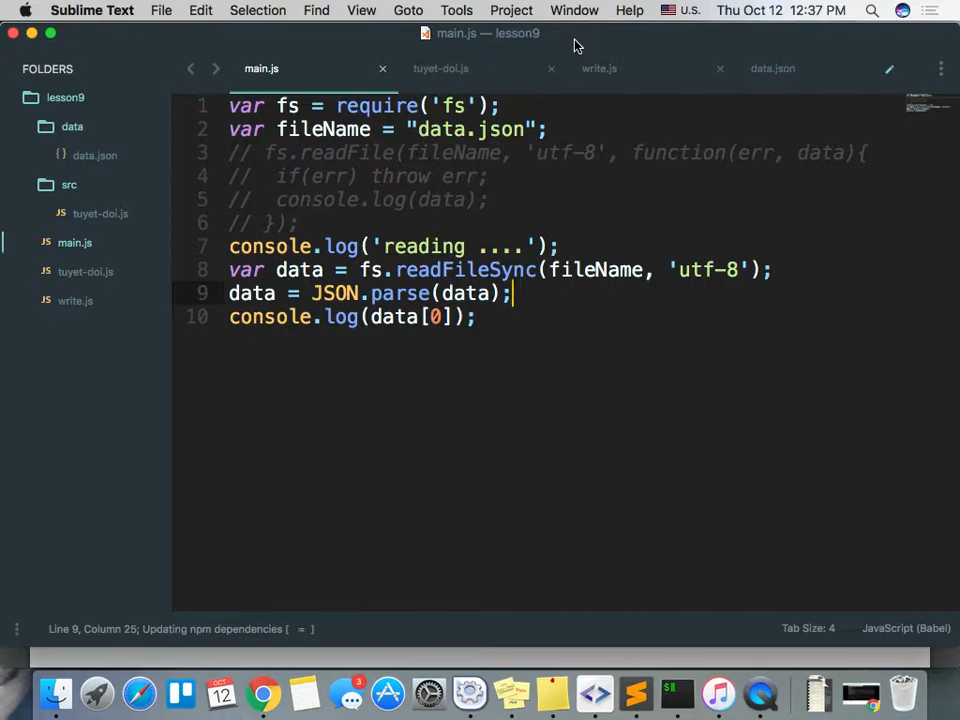 Sublime Text File Edit Selection Find View Goto Tools Project Window Help U.S. Thu Oct 12 12:37 PM
main.js — lesson9
FOLDERS
lesson9
data
data.json
src
tuyet-doi.js
main.js
tuyet-doi.js
write.js
main.js tuyet-doi.js write.js data.json
1 var fs = require('fs');
2 var fileName = "data.json";
3 // fs.readFile(fileName, 'utf-8', function(err, data){
4 //  if(err) throw err;
5 //  console.log(data);
6 // });
7 console.log('reading ....');
8 var data = fs.readFileSync(fileName, 'utf-8');
9 data = JSON.parse(data);
10 console.log(data[0]);
Line 9, Column 25; Updating npm dependencies [ = ] Tab Size: 4 JavaScript (Babel)
OCT
12
3